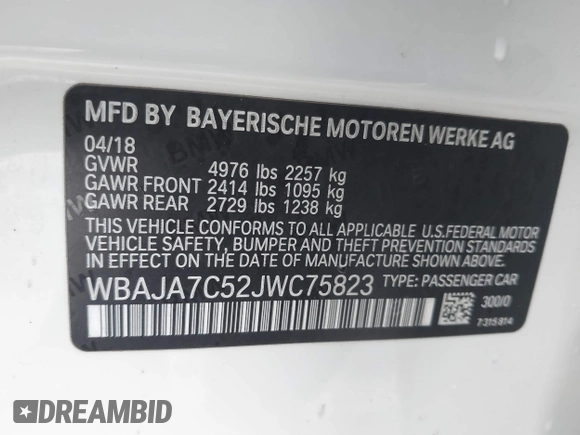 MFD BY BAYERISCHE MOTOREN WERKE AG
04/18
GVWR 4976 lbs 2257 kg
GAWR FRONT 2414 lbs 1095 kg
GAWR REAR 2729 lbs 1238 kg
THIS VEHICLE CONFORMS TO ALL APPLICABLE U.S.FEDERAL MOTOR
VEHICLE SAFETY, BUMPER AND THEFT PREVENTION STANDARDS
IN EFFECT ON THE DATE OF MANUFACTURE SHOWN ABOVE.
WBAJA7C52JWC75823 TYPE: PASSENGER CAR
300/0
7315814
DREAMBID